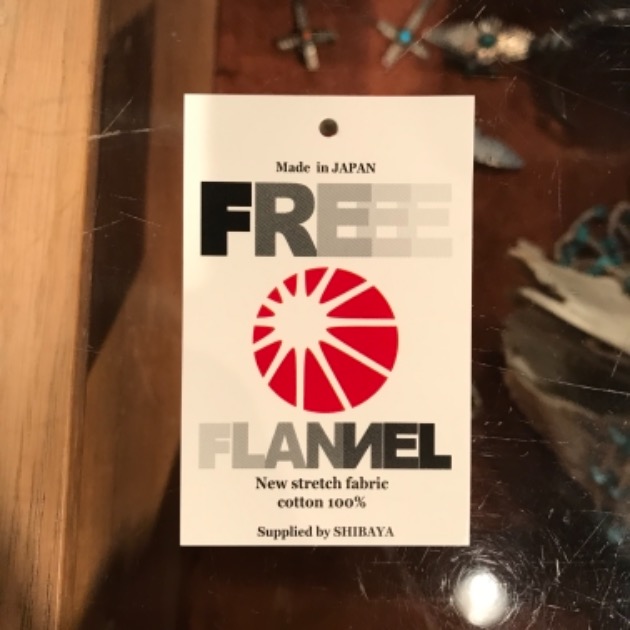 Made in JAPAN
FREEE
FLANNEL
New stretch fabric
cotton 100%
Supplied by SHIBAYA